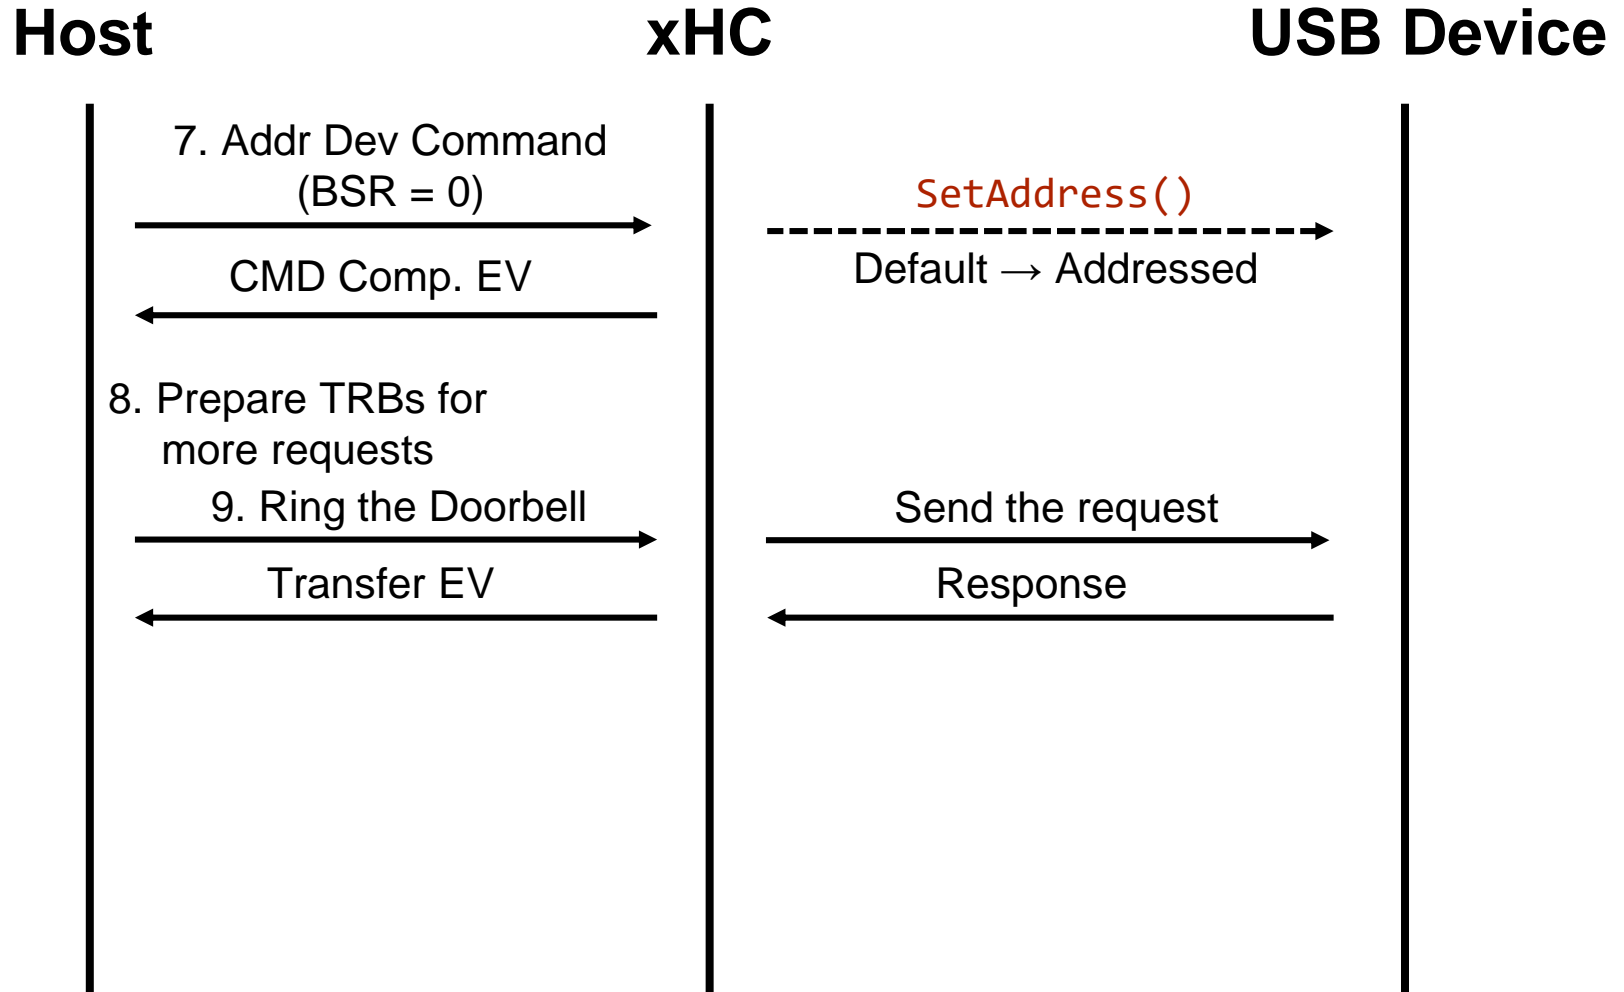 Host
xHC
USB Device
7. Addr Dev Command
(BSR = 0)
SetAddress()
Default → Addressed
CMD Comp. EV
8. Prepare TRBs for
more requests
9. Ring the Doorbell
Send the request
Transfer EV
Response